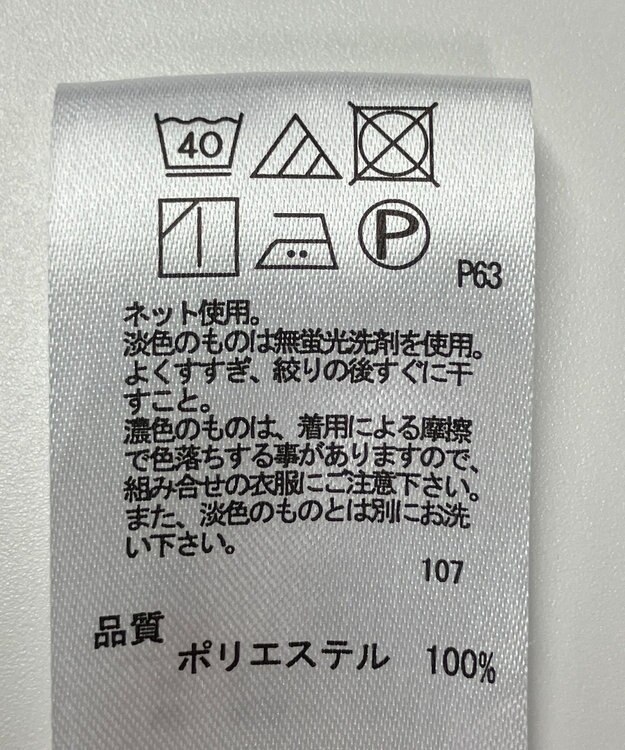 40
P
P63
ネット使用。
淡色のものは無蛍光洗剤を使用。
よくすすぎ、絞りの後すぐに干
すこと。
濃色のものは、着用による摩擦
で色落ちする事がありますので、
組み合せの衣服にご注意下さい。
また、淡色のものとは別にお洗
い下さい。
107
品質
ポリエステル 100%